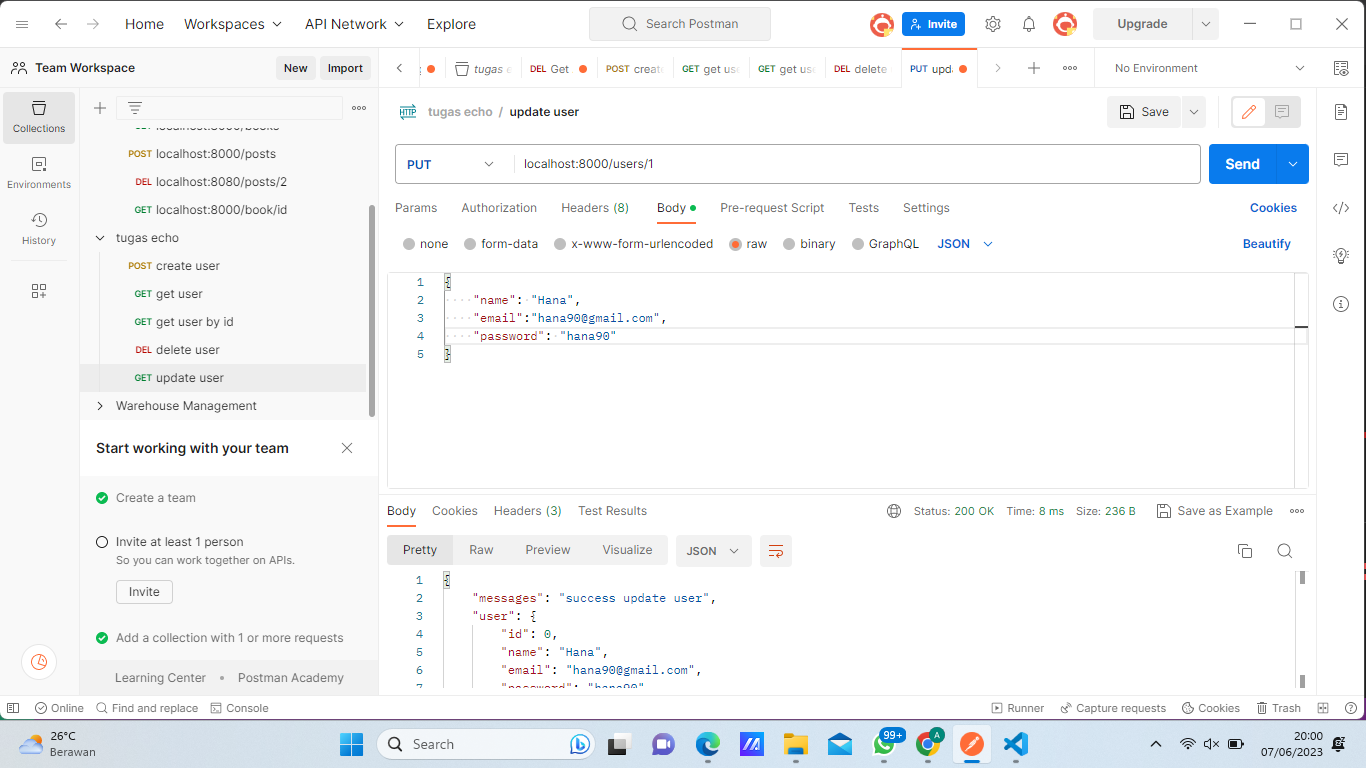 Home
Workspaces
API Network
Explore
Search Postman
Invite
Upgrade
Team Workspace
New
Import
tugas e
DEL Get
POST create
GET get use
GET get use
DEL delete
PUT upd
No Environment
Collections
Environments
History
localhost:8000/books
POST localhost:8000/posts
DEL localhost:8080/posts/2
GET localhost:8000/book/id
tugas echo
POST create user
GET get user
GET get user by id
DEL delete user
GET update user
Warehouse Management
Start working with your team
Create a team
Invite at least 1 person
So you can work together on APIs.
Invite
Add a collection with 1 or more requests
Learning Center • Postman Academy
HTTP tugas echo / update user
Save
PUT
localhost:8000/users/1
Send
Params
Authorization
Headers (8)
Body
Pre-request Script
Tests
Settings
Cookies
none
form-data
x-www-form-urlencoded
raw
binary
GraphQL
JSON
Beautify
1 {
2 "name": "Hana",
3 "email":"hana90@gmail.com",
4 "password": "hana90"
5 }
Body
Cookies
Headers (3)
Test Results
Status: 200 OK
Time: 8 ms
Size: 236 B
Save as Example
Pretty
Raw
Preview
Visualize
JSON
1 {
2 "messages": "success update user",
3 "user": {
4 "id": 0,
5 "name": "Hana",
6 "email": "hana90@gmail.com",
7 "password": "hana90"
Online
Find and replace
Console
Runner
Capture requests
Cookies
Trash
26°C
Berawan
Search
99+
A
20:00
07/06/2023